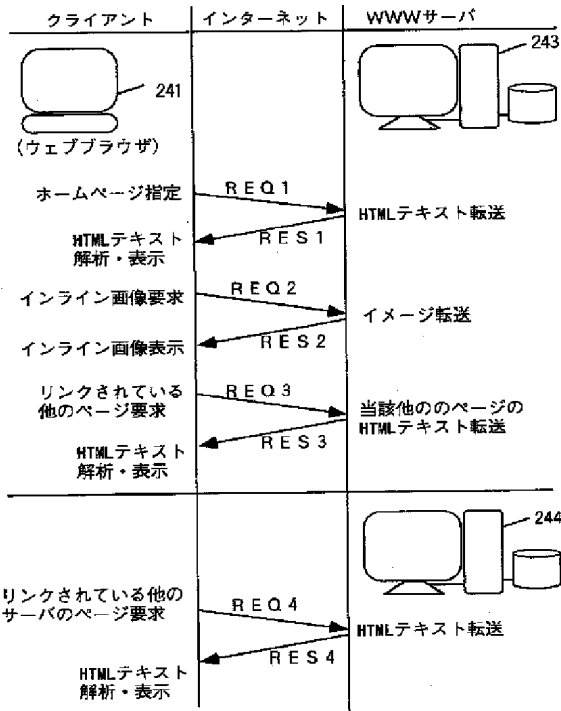 クライアント
インターネット
WWWサーバ
241
243
(ウェブブラウザ)
ホームページ指定
REQ1
HTMLテキスト転送
RES1
HTMLテキスト
解析・表示
インライン画像要求
REQ2
イメージ転送
RES2
インライン画像表示
リンクされている
他のページ要求
REQ3
当該他ののページの
HTMLテキスト転送
RES3
HTMLテキスト
解析・表示
244
リンクされている他の
サーバのページ要求
REQ4
HTMLテキスト転送
RES4
HTMLテキスト
解析・表示